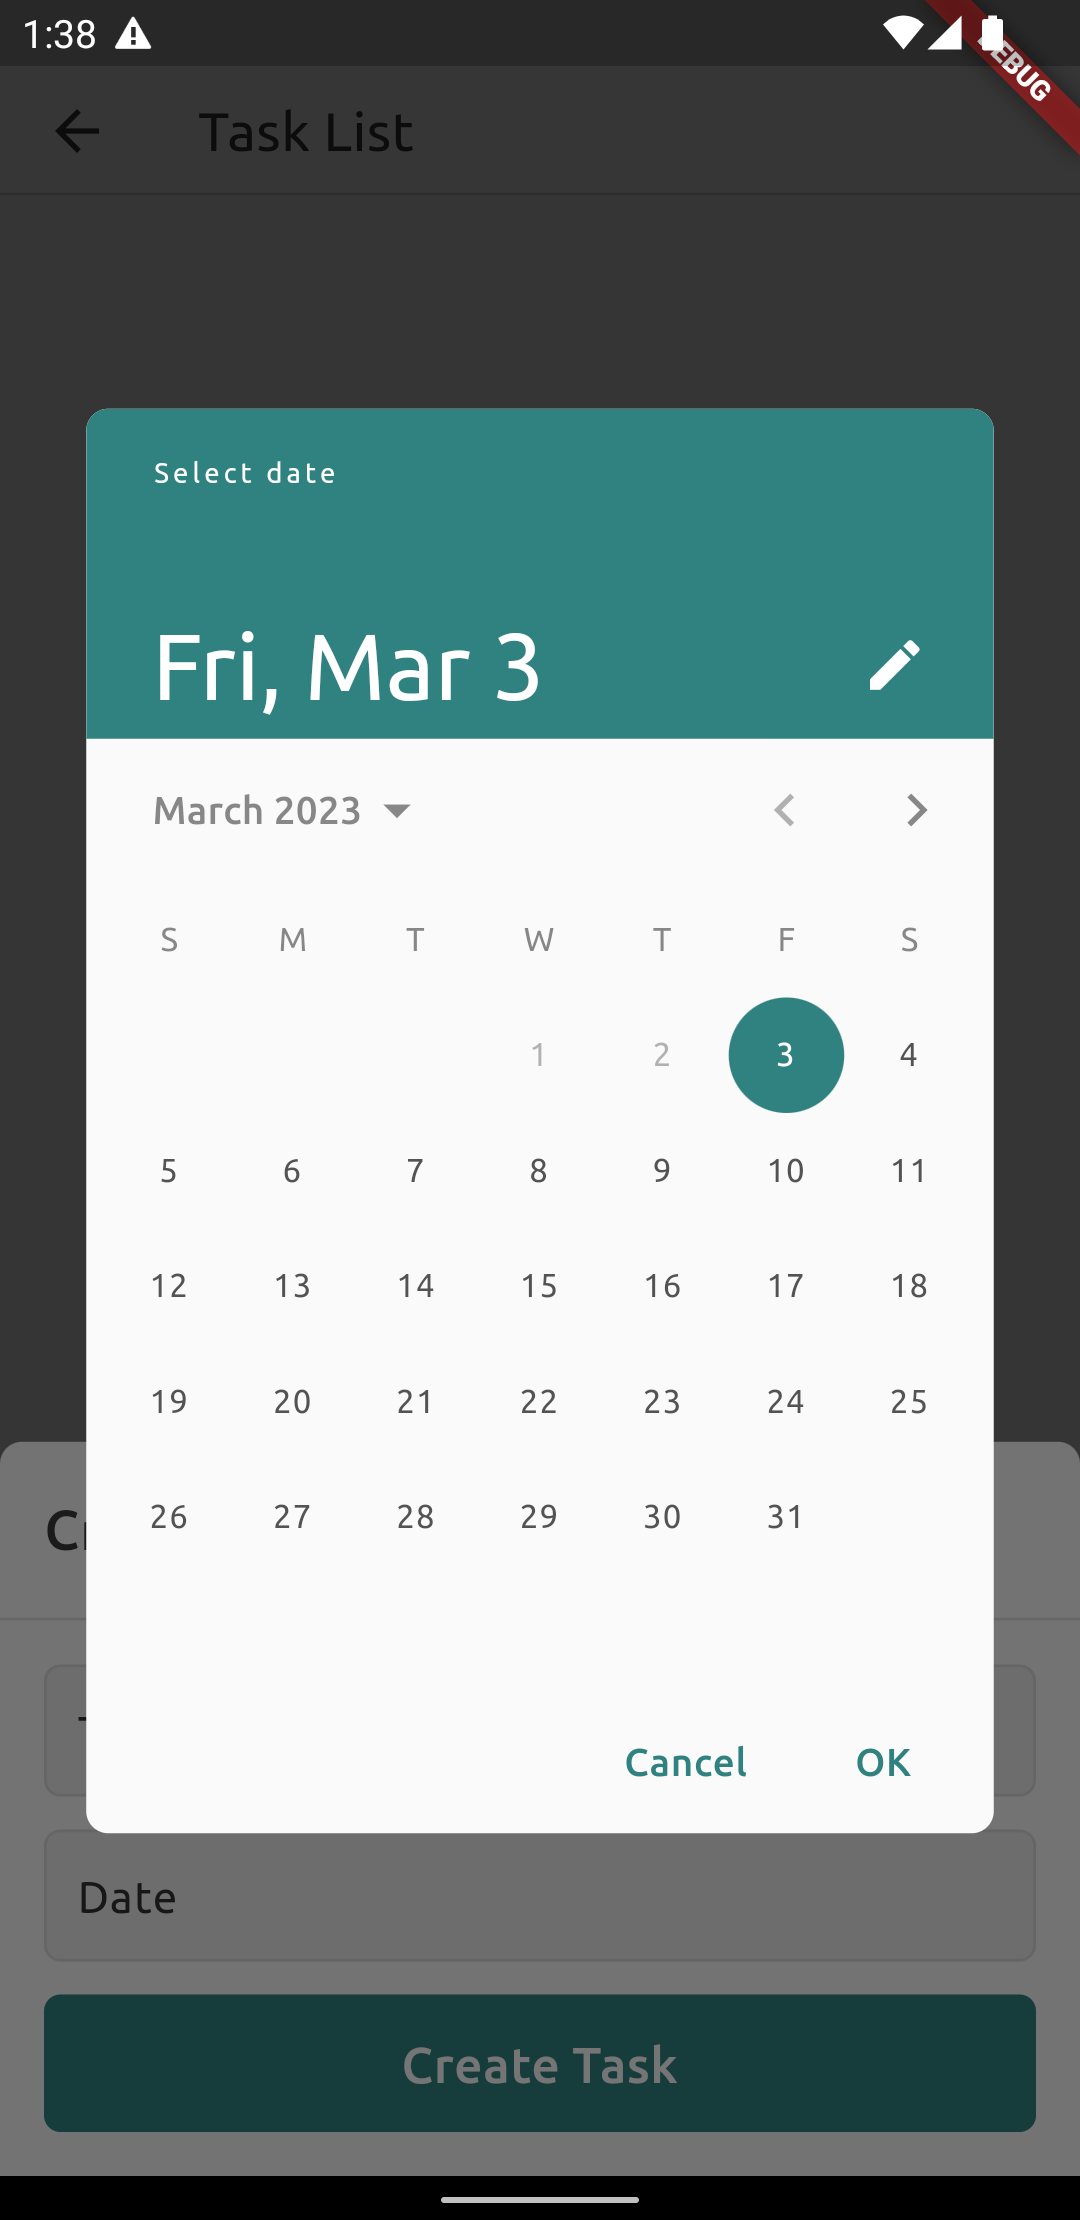 1:38
DEBUG
Task List
Select date
Fri, Mar 3
March 2023
S M T W T F S
1 2 3 4
5 6 7 8 9 10 11
12 13 14 15 16 17 18
19 20 21 22 23 24 25
26 27 28 29 30 31
Cancel OK
Date
Create Task